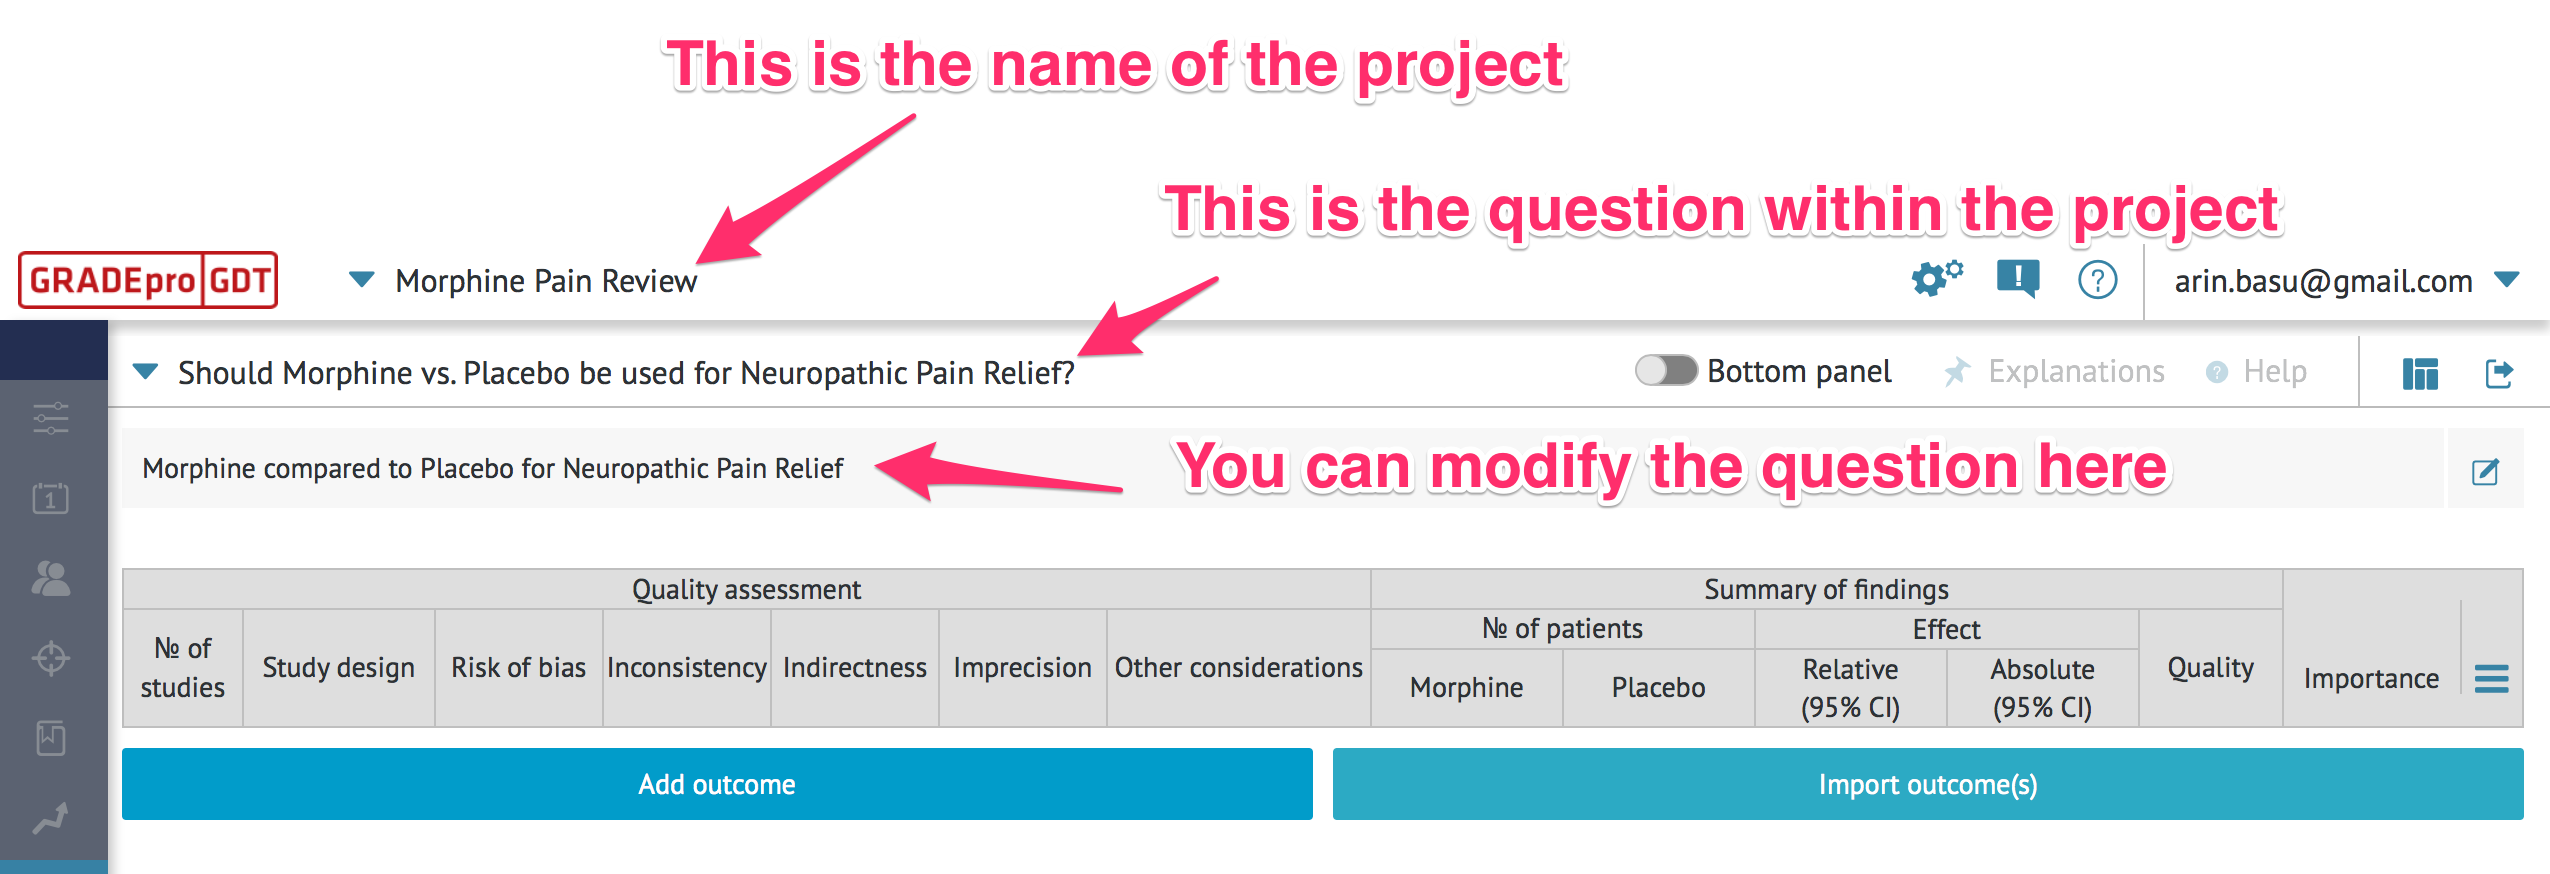 This is the name of the project
This is the question within the project
GRADEpro GDT
Morphine Pain Review
arin.basu@gmail.com
Should Morphine vs. Placebo be used for Neuropathic Pain Relief?
Bottom panel
Explanations
? Help
1
Morphine compared to Placebo for Neuropathic Pain Relief
You can modify the question here
Quality assessment
Summary of findings
№ of studies
Study design
Risk of bias
Inconsistency
Indirectness
Imprecision
Other considerations
№ of patients
Effect
Morphine
Placebo
Relative
(95% CI)
Absolute
(95% CI)
Quality
Importance
Add outcome
Import outcome(s)